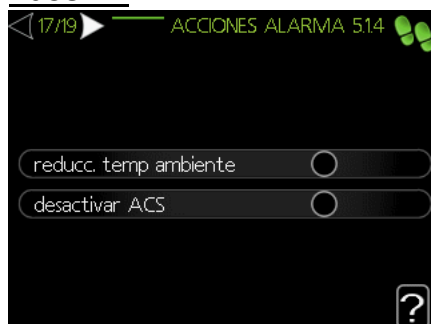 17/19 ACCIONES ALARMA 5.1.4
reducc. temp ambiente
desactivar ACS
?